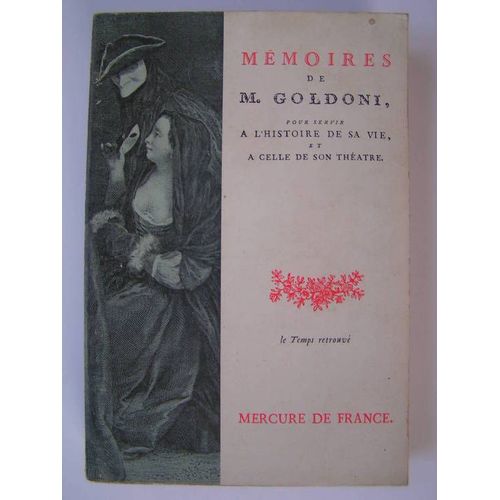 MÉMOIRES
DE
M. GOLDONI,
POUR SERVIR
A L'HISTOIRE DE SA VIE,
ET
A CELLE DE SON THÉATRE.
le Temps retrouvé
MERCURE DE FRANCE.